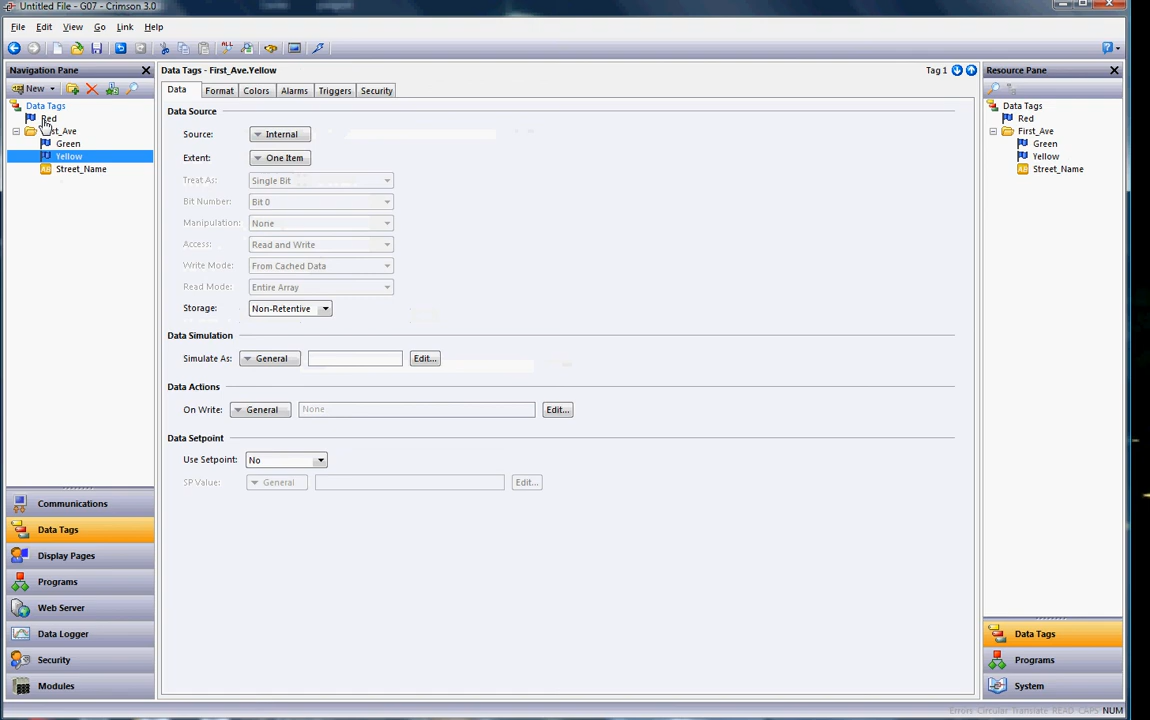 Untitled File - G07 - Crimson 3.0
File Edit View Go Link Help
Navigation Pane
New
Data Tags
Red
First_Ave
Green
Yellow
Street_Name
Communications
Data Tags
Display Pages
Programs
Web Server
Data Logger
Security
Modules
Data Tags - First_Ave.Yellow
Tag 1
Data Format Colors Alarms Triggers Security
Data Source
Source: Internal
Extent: One Item
Treat As: Single Bit
Bit Number: Bit 0
Manipulation: None
Access: Read and Write
Write Mode: From Cached Data
Read Mode: Entire Array
Storage: Non-Retentive
Data Simulation
Simulate As: General Edit...
Data Actions
On Write: General None Edit...
Data Setpoint
Use Setpoint: No
SP Value: General Edit...
Resource Pane
Data Tags
Red
First_Ave
Green
Yellow
Street_Name
Data Tags
Programs
System
Errors Circular Translate READ CAPS NUM